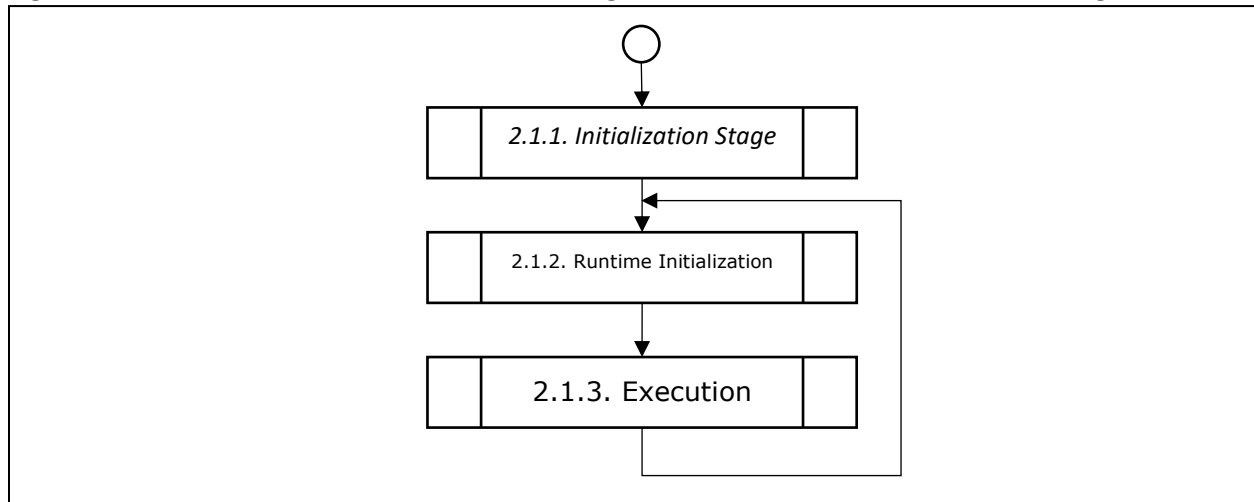 2.1.1. Initialization Stage
2.1.2. Runtime Initialization
2.1.3. Execution